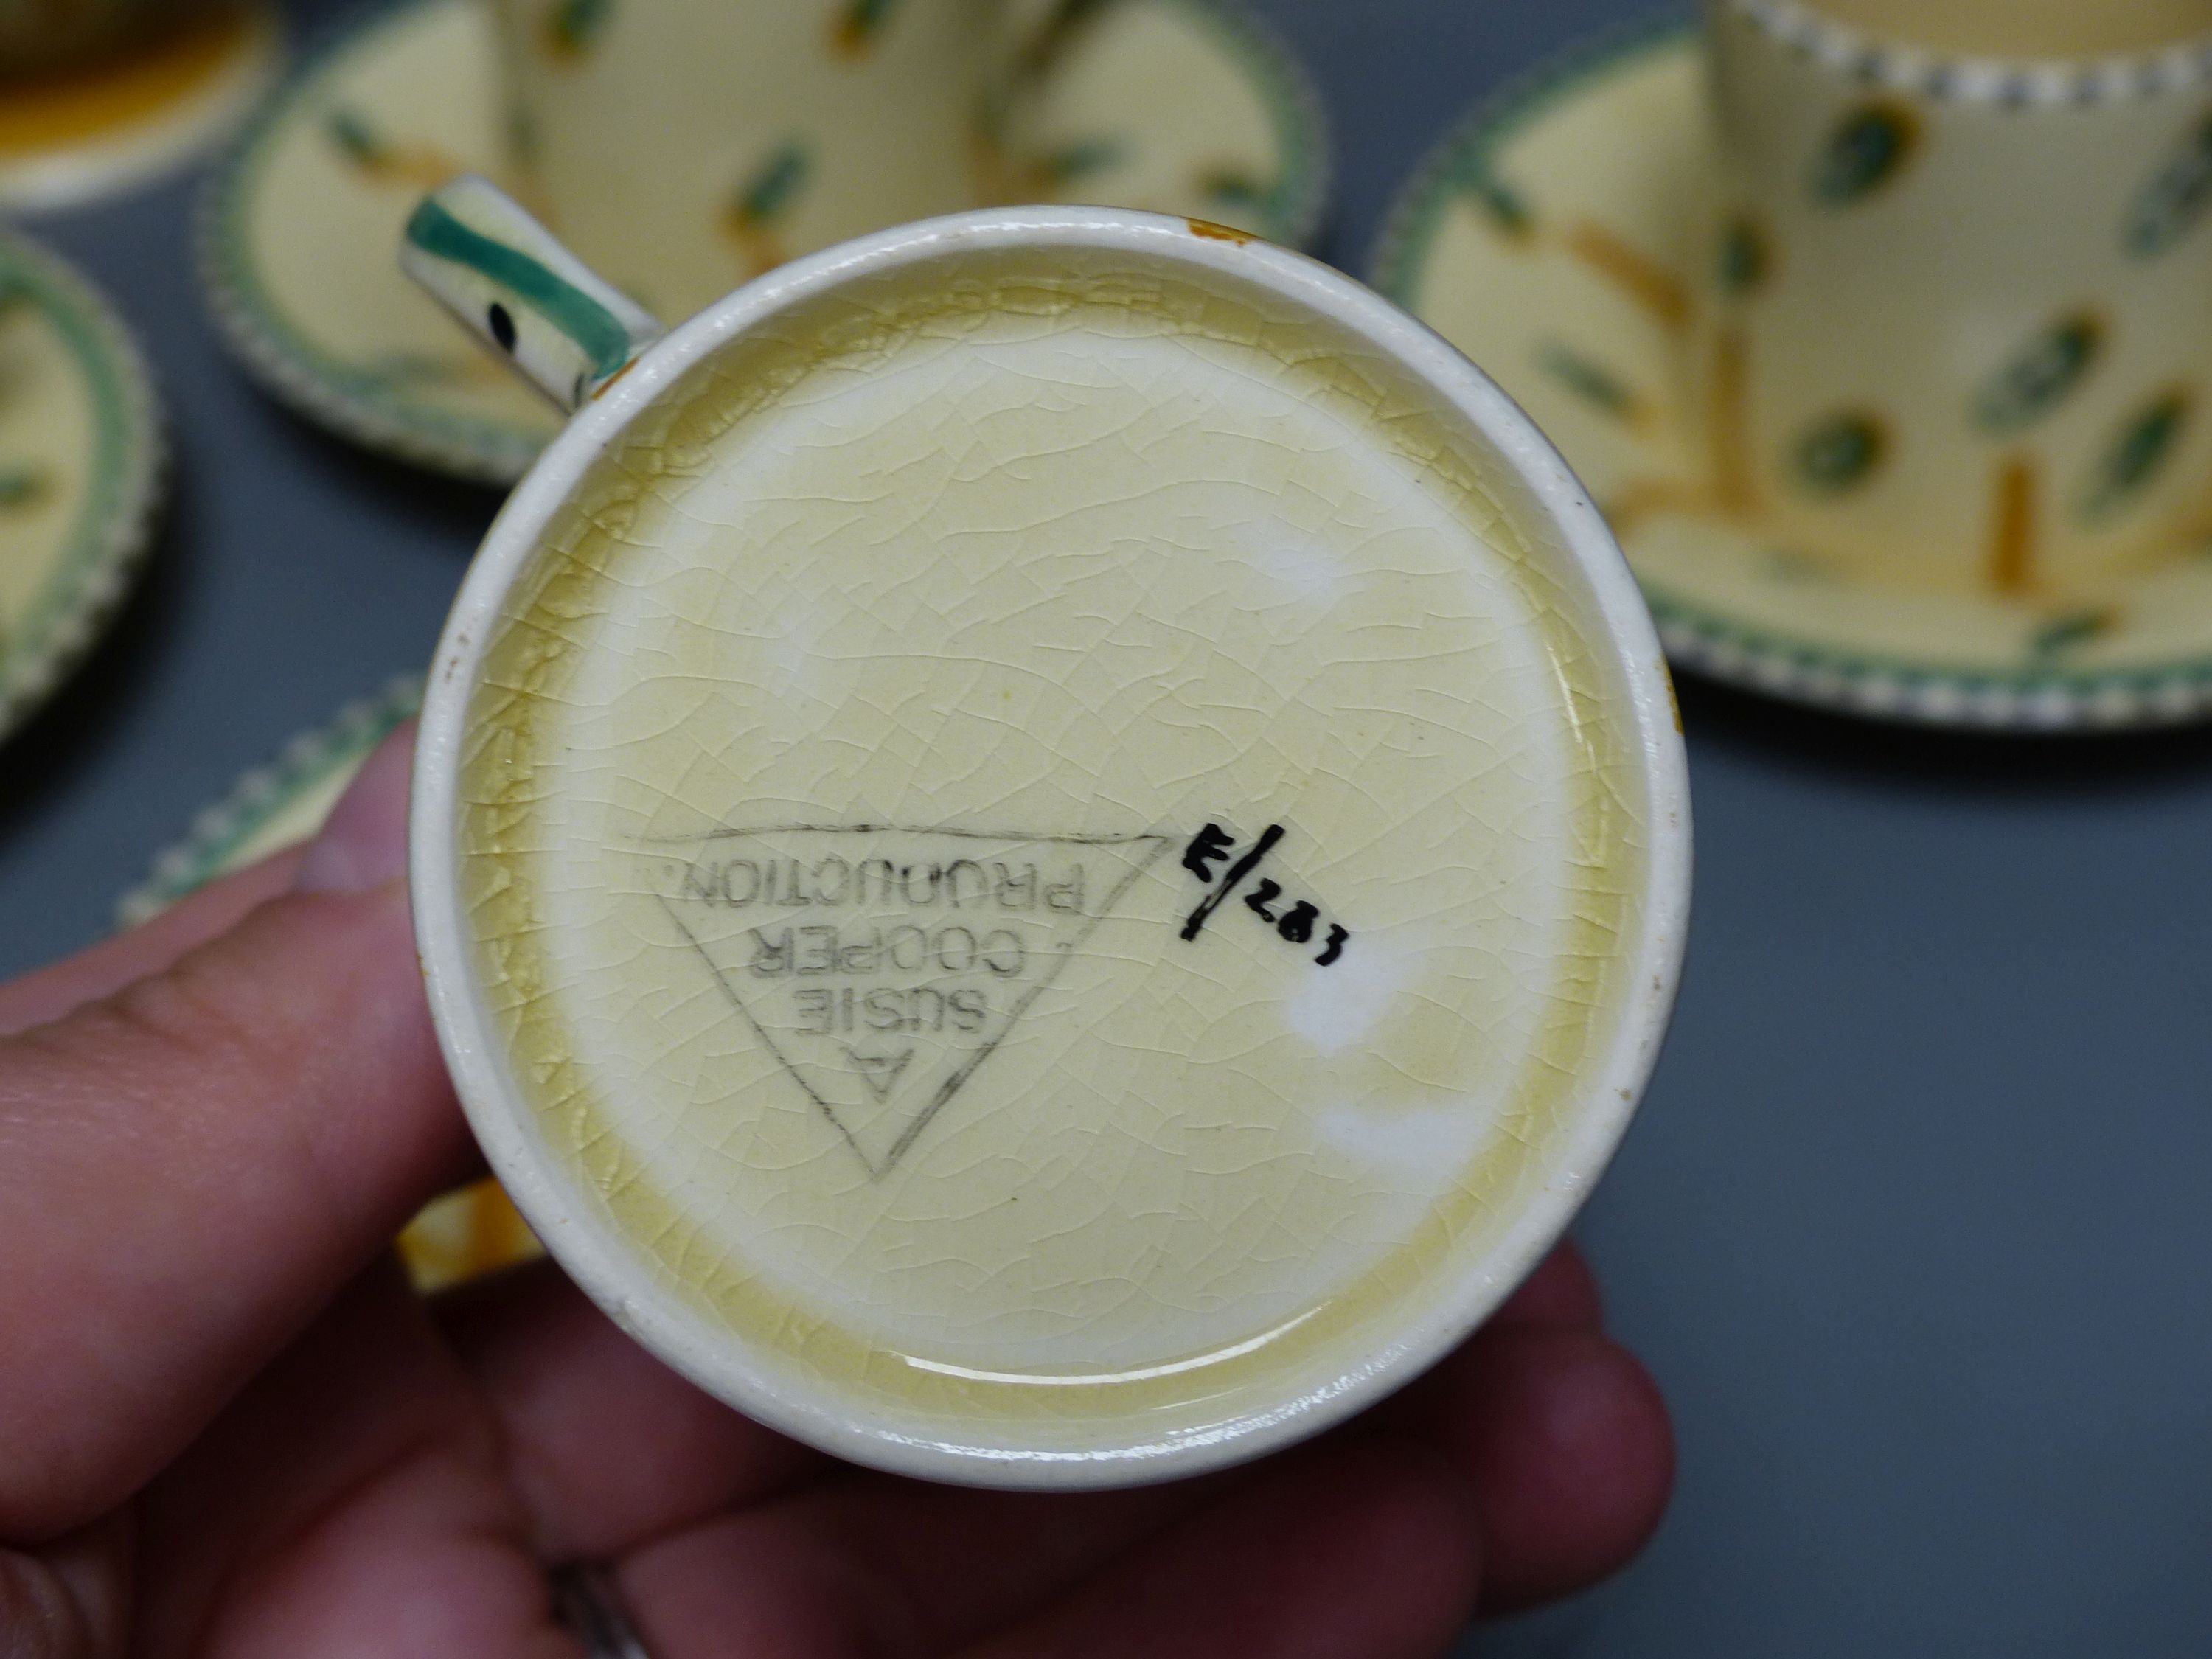 A
SUSIE
COOPER
PRODUCTION.
E/283